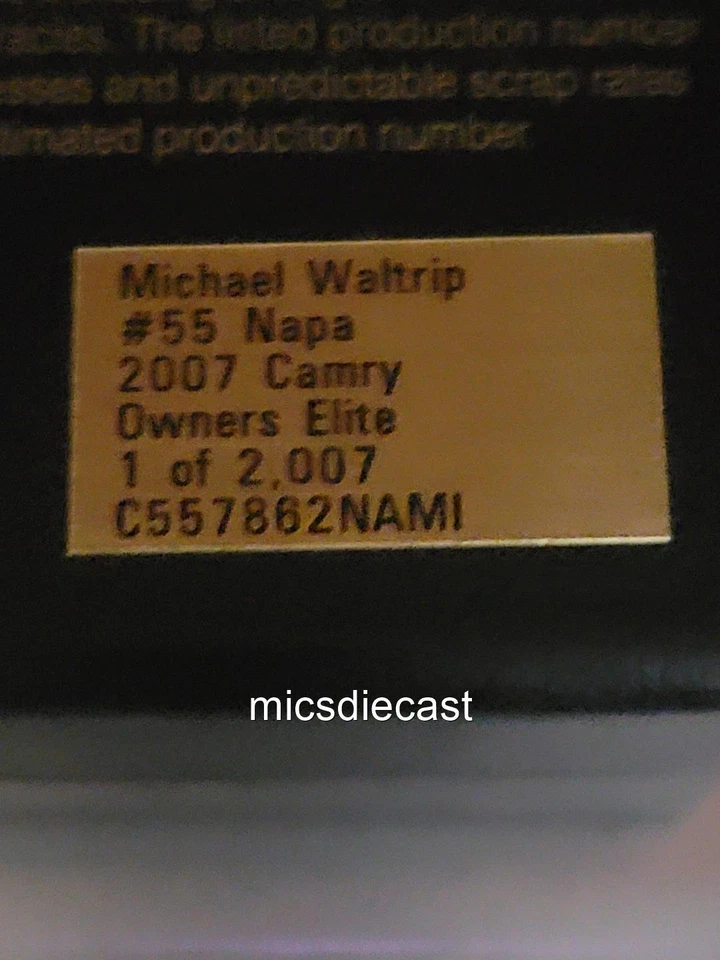 The listed production number
and unpredictable scrap rates
production number
Michael Waltrip
#55 Napa
2007 Camry
Owners Elite
1 of 2,007
C557862NAMI
micsdiecast